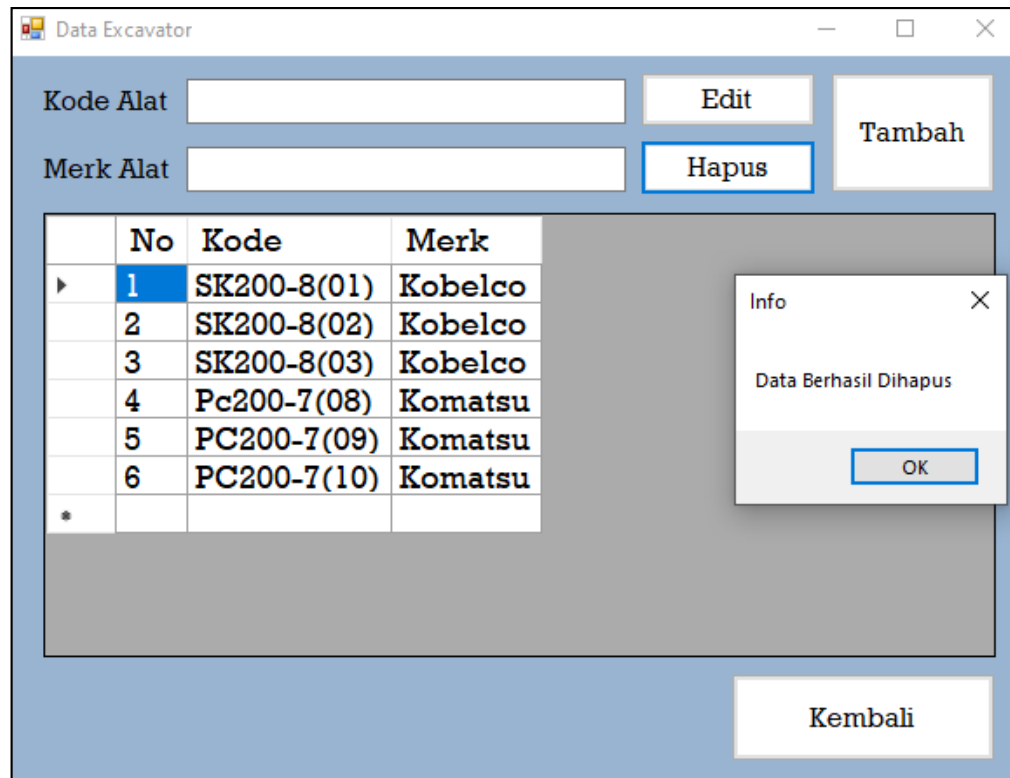 Data Excavator
Kode Alat
Edit
Tambah
Merk Alat
Hapus
No Kode Merk
1 SK200-8(01) Kobelco
2 SK200-8(02) Kobelco
3 SK200-8(03) Kobelco
4 Pc200-7(08) Komatsu
5 PC200-7(09) Komatsu
6 PC200-7(10) Komatsu
Info
Data Berhasil Dihapus
OK
Kembali